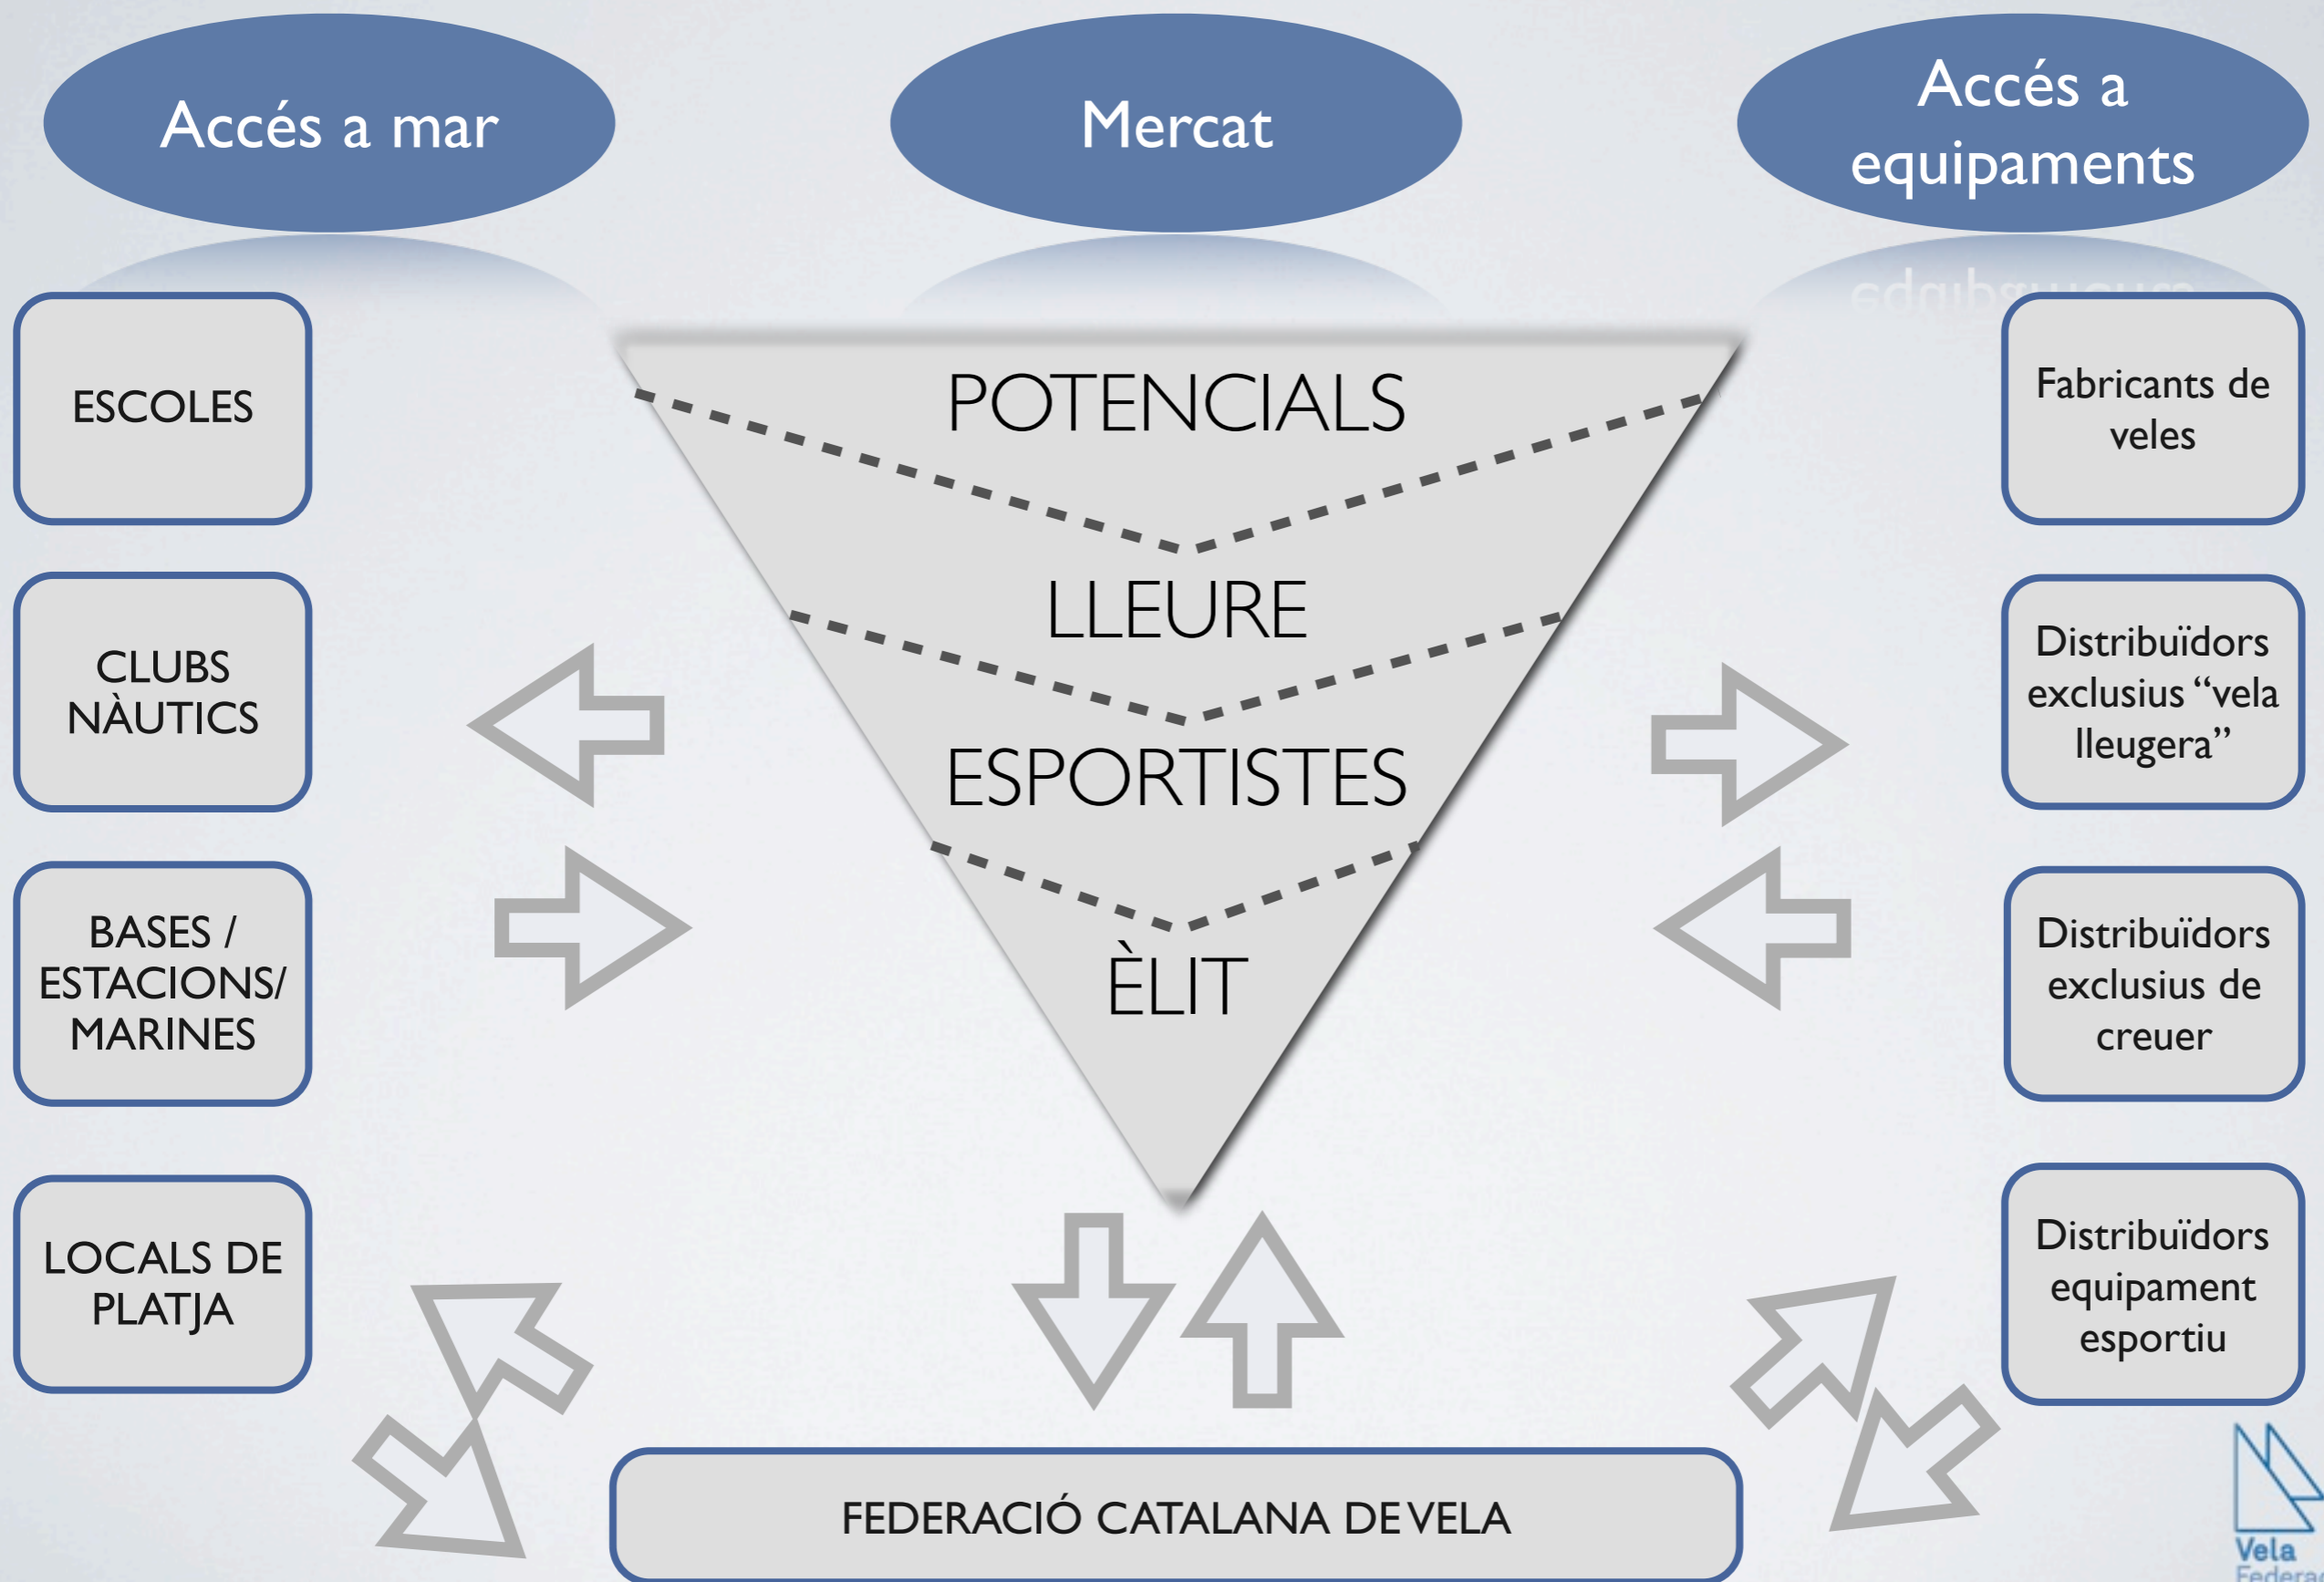 Accés a mar
Mercat
Accés a
equipaments
ESCOLES
CLUBS
NÀUTICS
BASES /
ESTACIONS/
MARINES
LOCALS DE
PLATJA
POTENCIALS
LLEURE
ESPORTISTES
ÈLIT
Fabricants de
veles
Distribuïdors
exclusius “vela
lleugera”
Distribuïdors
exclusius de
creuer
Distribuïdors
equipament
esportiu
FEDERACIÓ CATALANA DE VELA
Vela